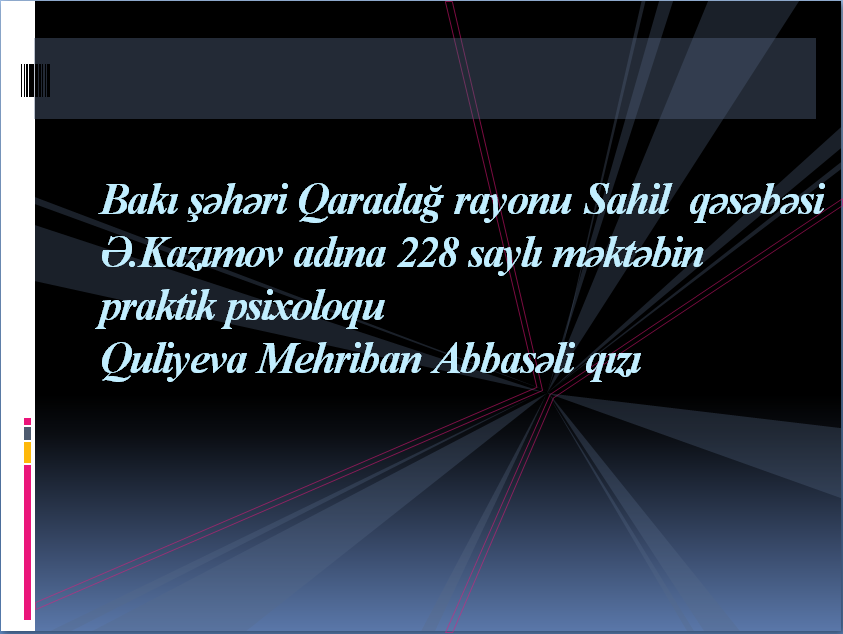 Bakı şəhəri Qaradağ rayonu Sahil qəsəbəsi
Ə.Kazımov adına 228 saylı məktəbin
praktik psixoloqu
Quliyeva Mehriban Abbasəli qızı